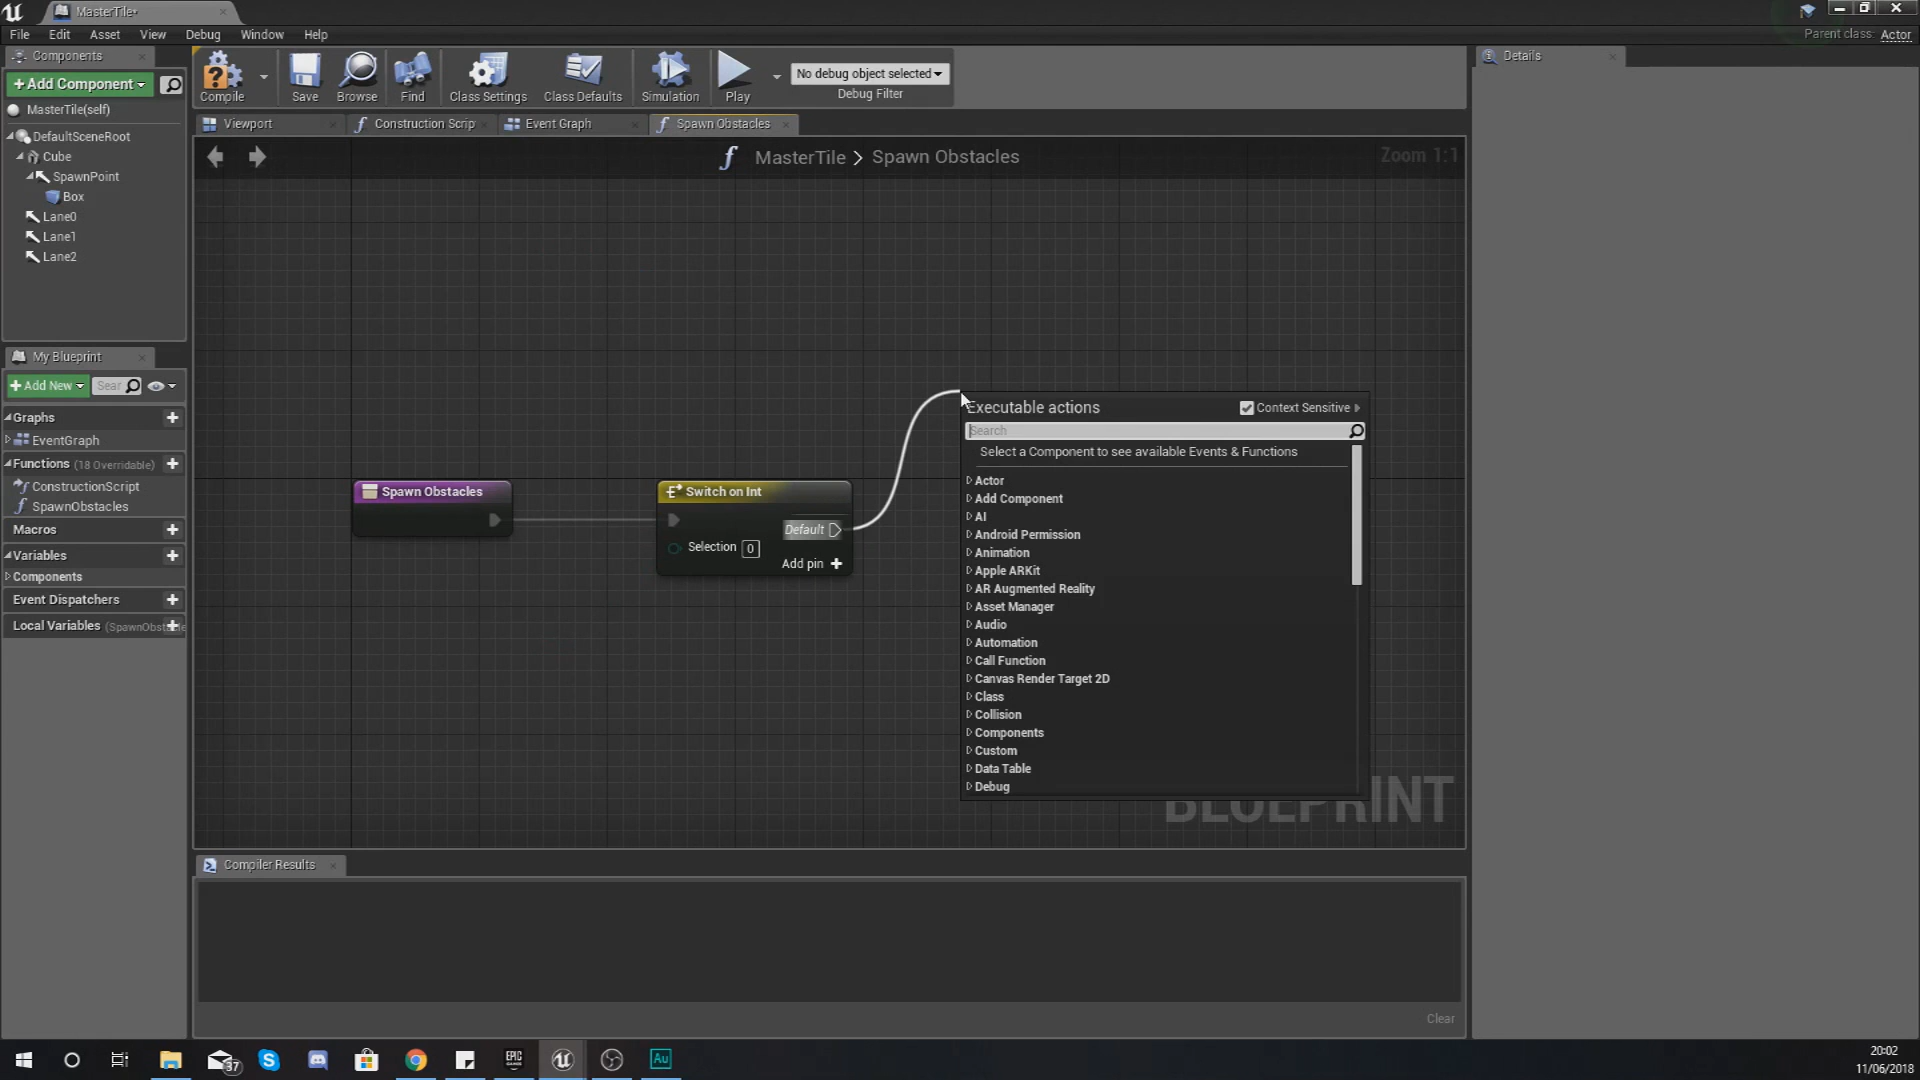 MasterTile*
File Edit Asset View Debug Window Help
Parent class: Actor
Components
+Add Component
MasterTile(self)
DefaultSceneRoot
Cube
SpawnPoint
Box
Lane0
Lane1
Lane2
My Blueprint
+Add New
Sear
Graphs
EventGraph
Functions (18 Overridable)
ConstructionScript
SpawnObstacles
Macros
Variables
Components
Event Dispatchers
Local Variables (SpawnObstacle
Compile
Save
Browse
Find
Class Settings
Class Defaults
Simulation
Play
No debug object selected
Debug Filter
Viewport
Construction Scrip
Event Graph
Spawn Obstacles
MasterTile > Spawn Obstacles
Zoom 1:1
Spawn Obstacles
Switch on Int
Default
Selection 0
Add pin +
Executable actions
Context Sensitive
Search
Select a Component to see available Events & Functions
Actor
Add Component
AI
Android Permission
Animation
Apple ARKit
AR Augmented Reality
Asset Manager
Audio
Automation
Call Function
Canvas Render Target 2D
Class
Collision
Components
Custom
Data Table
Debug
BLUEPRINT
Compiler Results
Clear
Details
37
EPIC GAMES
Au
20:02
11/06/2018